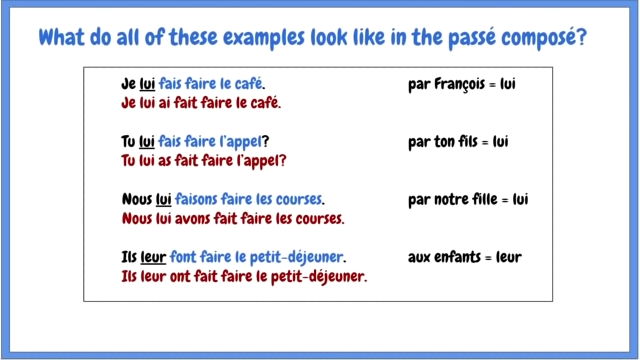 What do all of these examples look like in the passé composé?
Je lui fais faire le café. par François = lui
Je lui ai fait faire le café.
Tu lui fais faire l'appel? par ton fils = lui
Tu lui as fait faire l'appel?
Nous lui faisons faire les courses. par notre fille = lui
Nous lui avons fait faire les courses.
Ils leur font faire le petit-déjeuner. aux enfants = leur
Ils leur ont fait faire le petit-déjeuner.